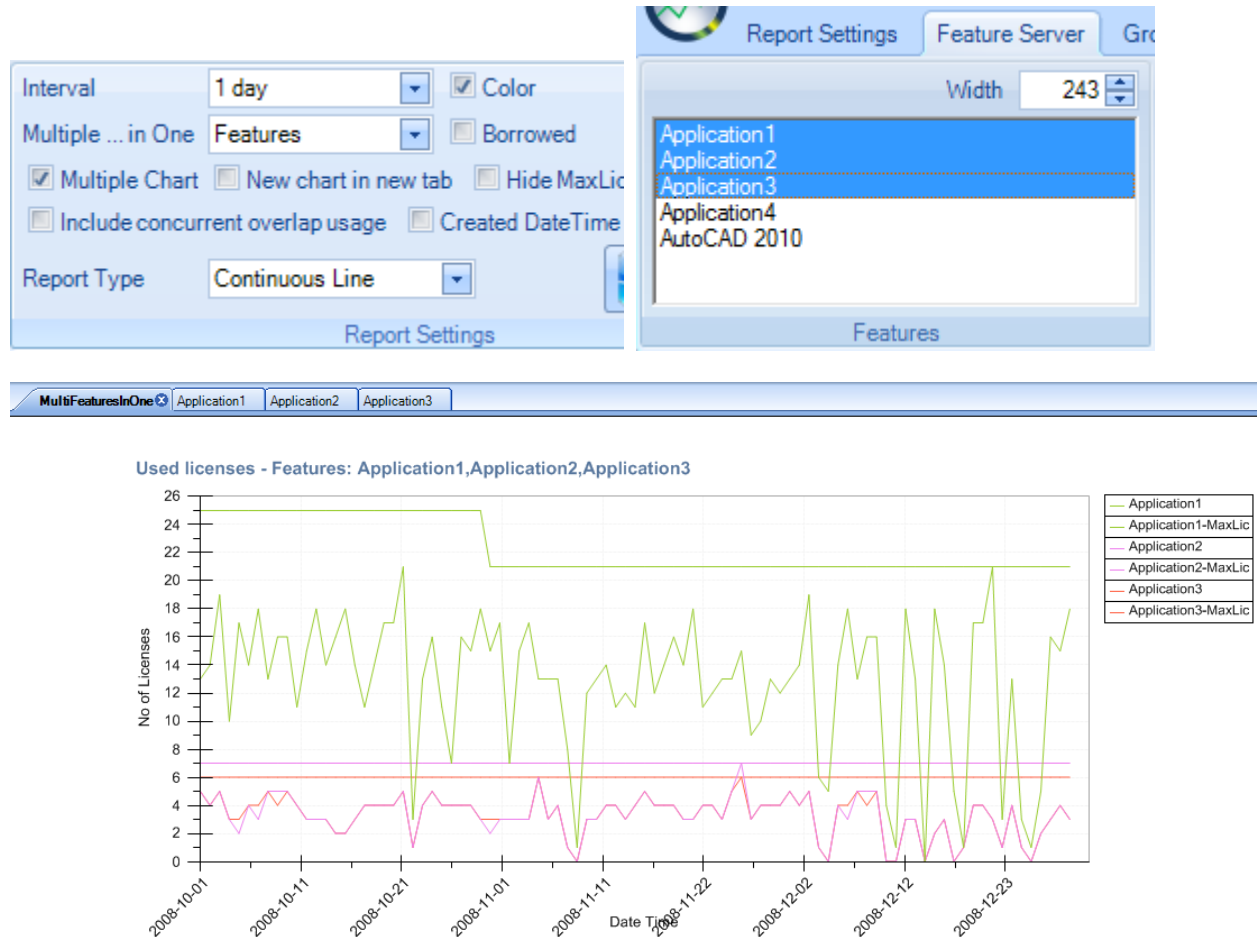 Report Settings Feature Server
Width 243
Interval 1 day Color
Multiple ... in One Features Borrowed
Multiple Chart New chart in new tab Hide MaxLic
Include concurrent overlap usage Created DateTime
Report Type Continuous Line
Report Settings
Application1
Application2
Application3
Application4
AutoCAD 2010
Features
MultiFeaturesInOne Application1 Application2 Application3
Used licenses - Features: Application1,Application2,Application3
No of Licenses
26
24
22
20
18
16
14
12
10
8
6
4
2
0
2008-10-01 2008-10-11 2008-10-21 2008-11-01 2008-11-11 2008-11-22 2008-12-02 2008-12-12 2008-12-23
Date Time
Application1
Application1-MaxLic
Application2
Application2-MaxLic
Application3
Application3-MaxLic